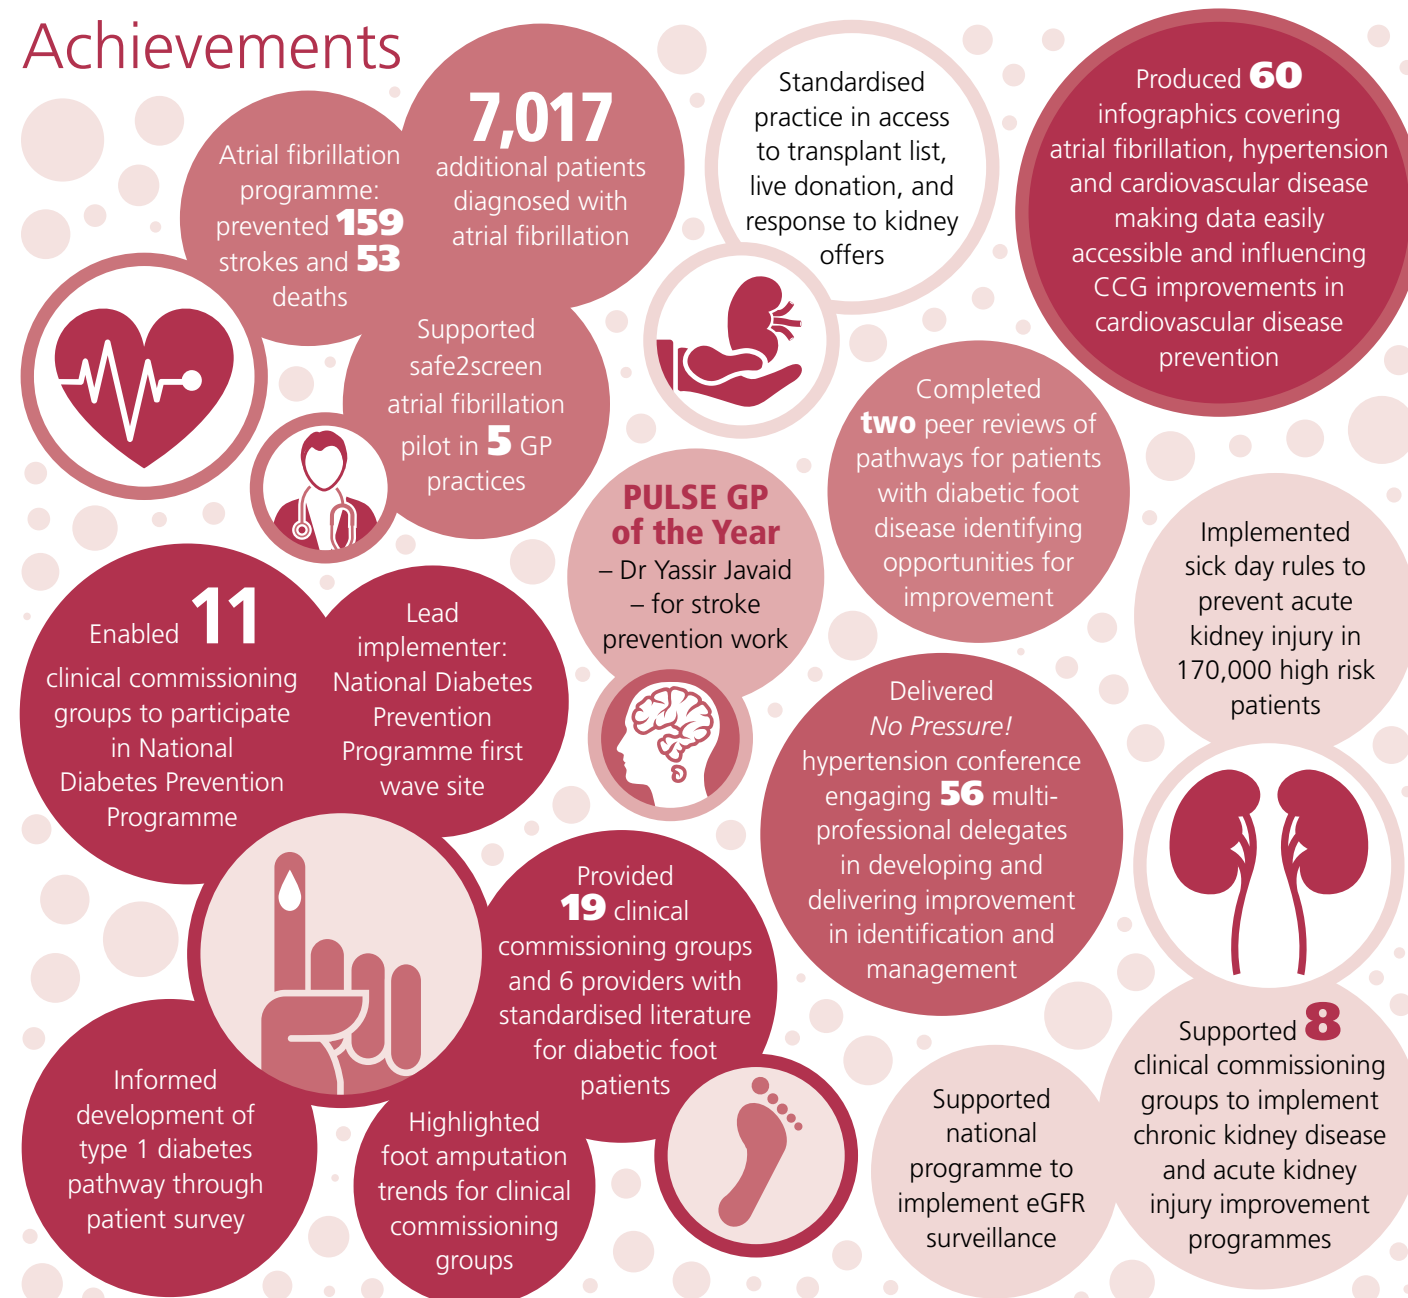 Achievements
Atrial fibrillation
programme:
prevented 159
strokes and 53
deaths
7,017
additional patients
diagnosed with
atrial fibrillation
Standardised
practice in access
to transplant list,
live donation, and
response to kidney
offers
Produced 60
infographics covering
atrial fibrillation, hypertension
and cardiovascular disease
making data easily
accessible and influencing
CCG improvements in
cardiovascular disease
prevention
Supported
safe2screen
atrial fibrillation
pilot in 5 GP
practices
PULSE GP
of the Year
– Dr Yassir Javaid
– for stroke
prevention work
Completed
two peer reviews of
pathways for patients
with diabetic foot
disease identifying
opportunities for
improvement
Implemented
sick day rules to
prevent acute
kidney injury in
170,000 high risk
patients
Enabled 11
clinical commissioning
groups to participate
in National
Diabetes Prevention
Programme
Lead
implementer:
National Diabetes
Prevention
Programme first
wave site
Delivered
No Pressure!
hypertension conference
engaging 56 multi-
professional delegates
in developing and
delivering improvement
in identification and
management
Provided
19 clinical
commissioning groups
and 6 providers with
standardised literature
for diabetic foot
patients
Informed
development of
type 1 diabetes
pathway through
patient survey
Highlighted
foot amputation
trends for clinical
commissioning
groups
Supported
national
programme to
implement eGFR
surveillance
Supported 8
clinical commissioning
groups to implement
chronic kidney disease
and acute kidney
injury improvement
programmes